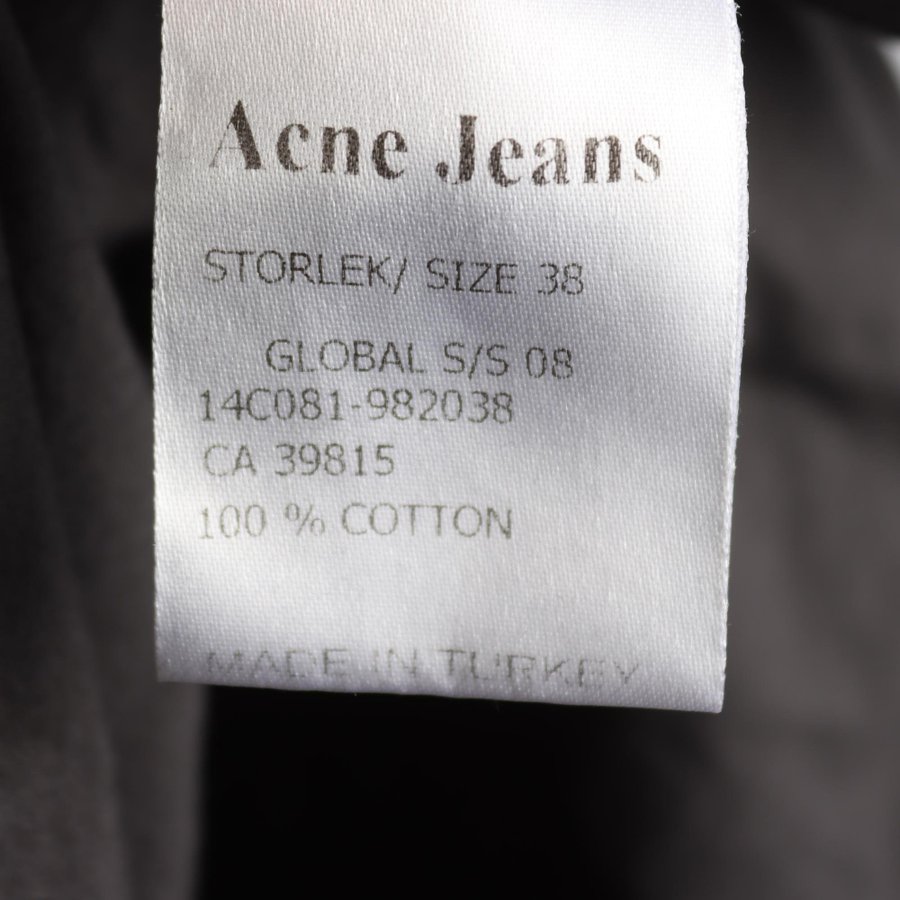 Acne Jeans
STORLEK/ SIZE 38
GLOBAL S/S 08
14C081-982038
CA 39815
100 % COTTON
MADE IN TURKEY